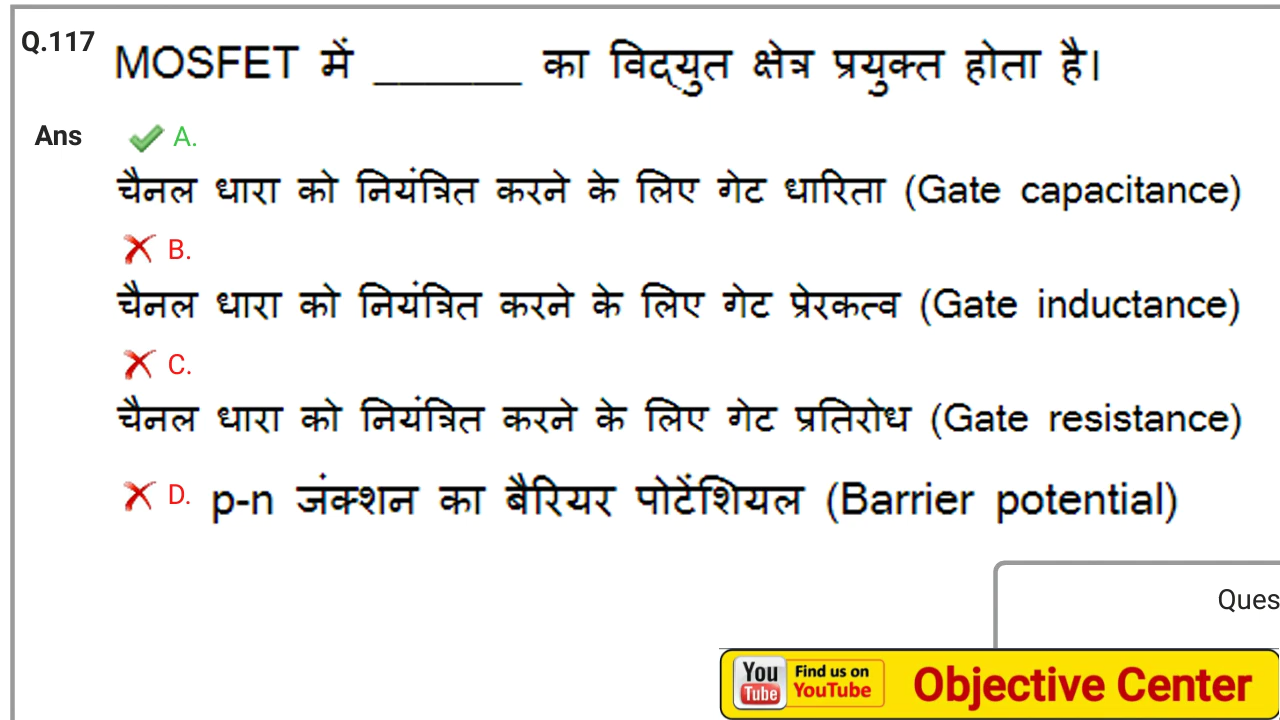 Q.117 MOSFET में ______ का विद्युत क्षेत्र प्रयुक्त होता है।
Ans A.
चैनल धारा को नियंत्रित करने के लिए गेट धारिता (Gate capacitance)
B.
चैनल धारा को नियंत्रित करने के लिए गेट प्रेरकत्व (Gate inductance)
C.
चैनल धारा को नियंत्रित करने के लिए गेट प्रतिरोध (Gate resistance)
D. p-n जंक्शन का बैरियर पोटेंशियल (Barrier potential)
Ques
You Tube Find us on YouTube Objective Center